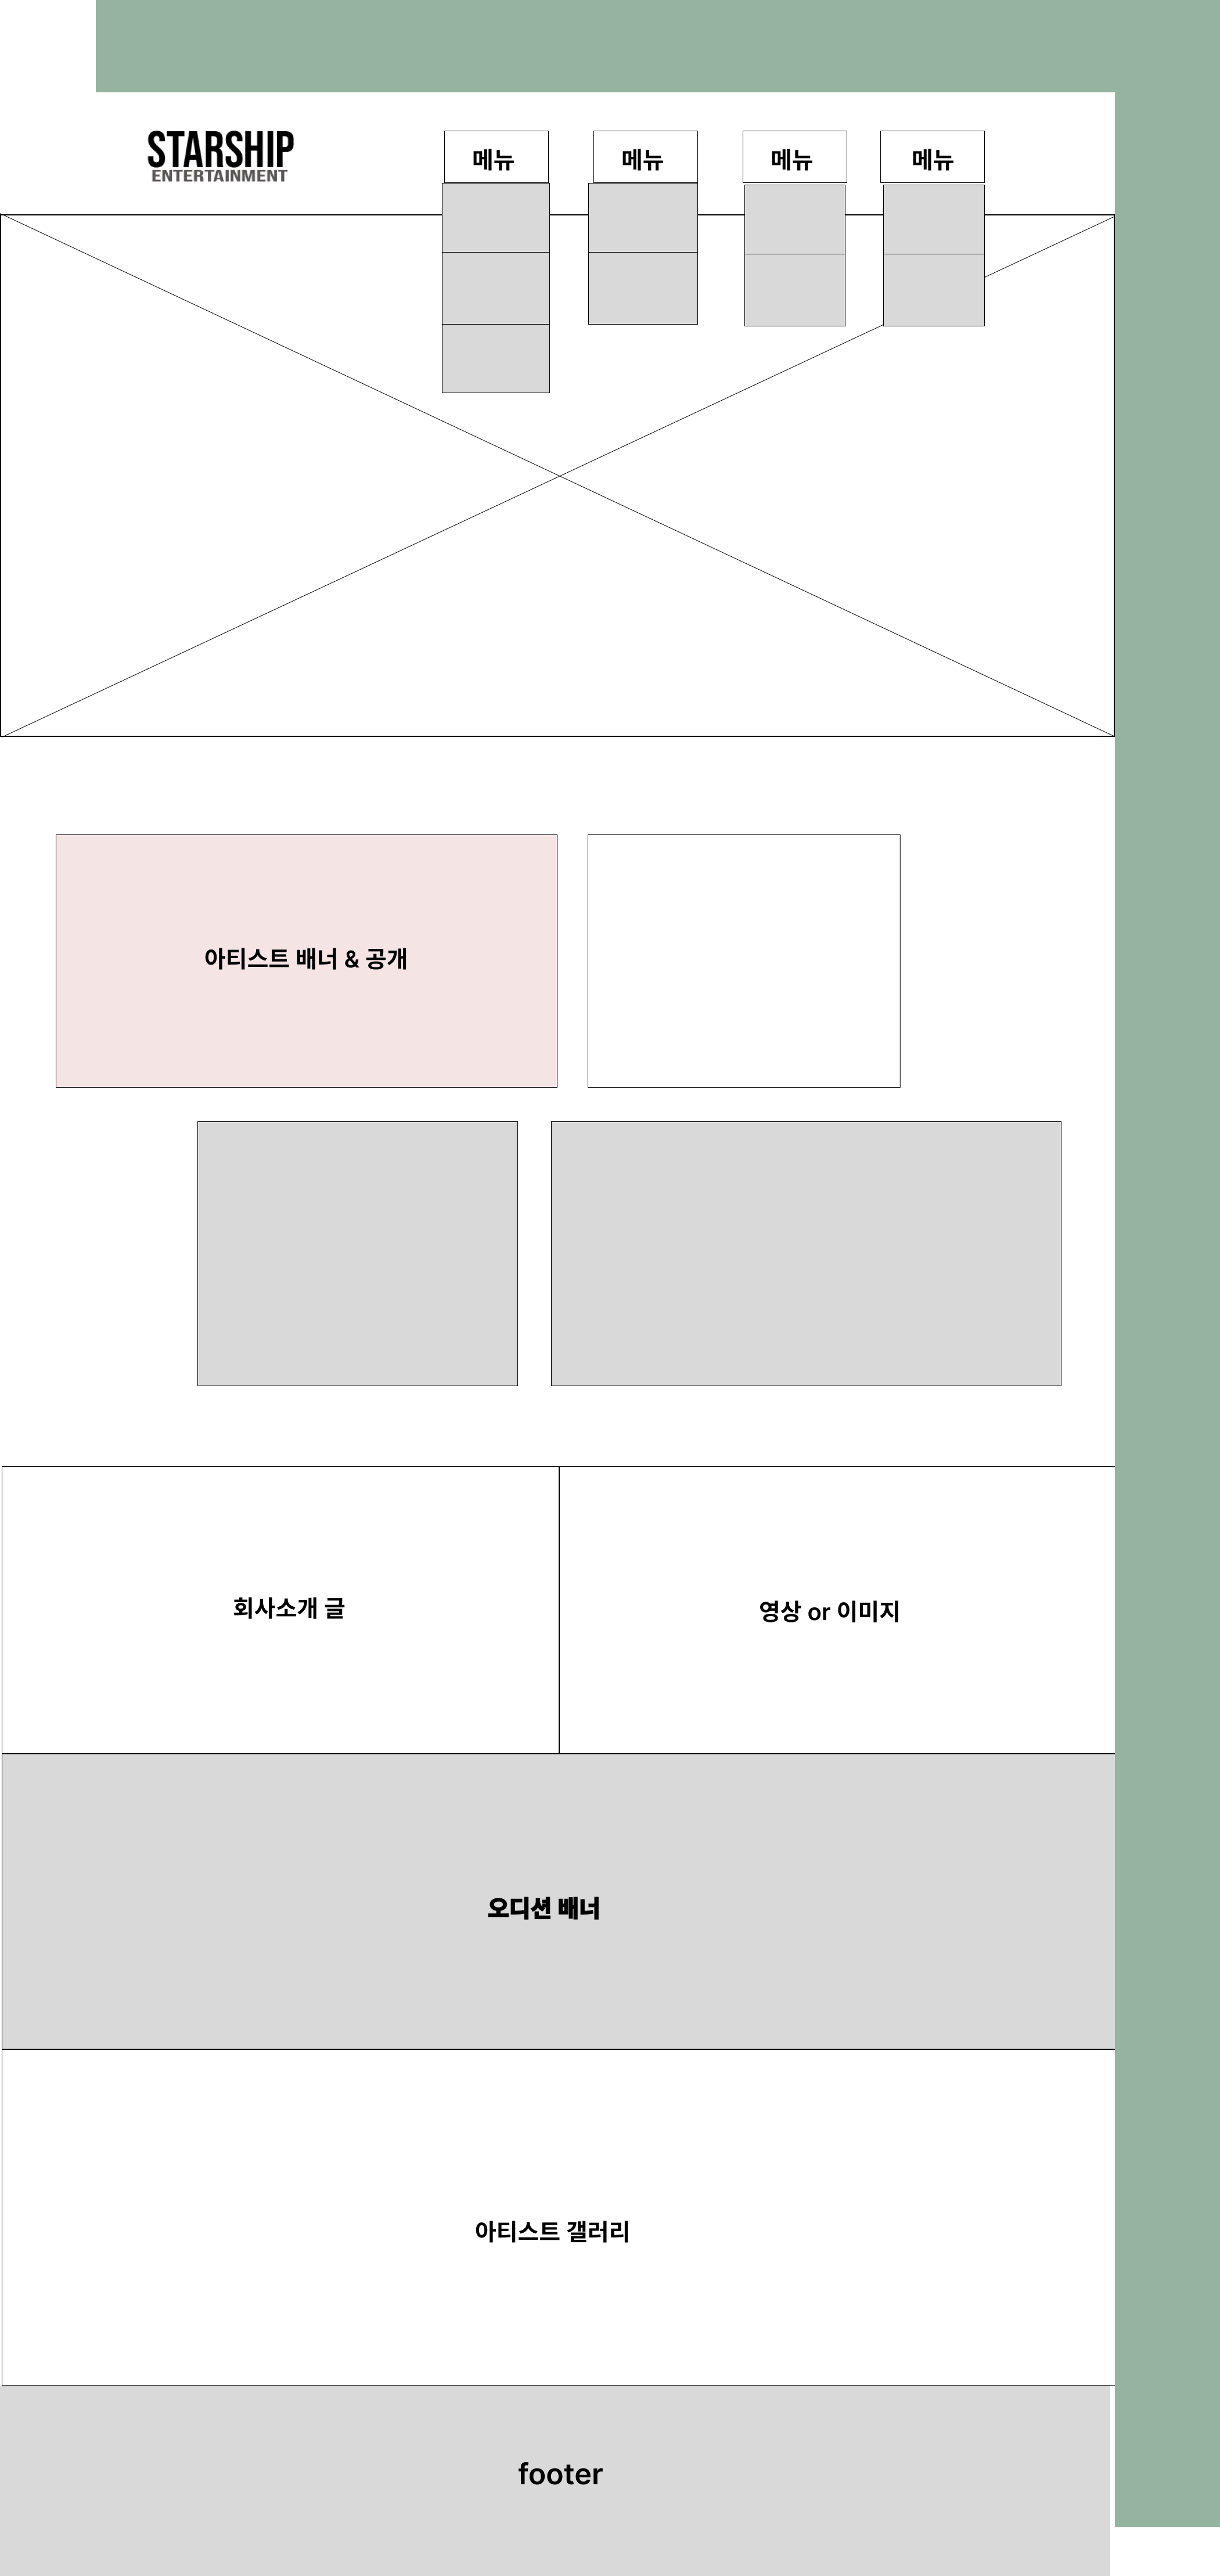 STARSHIP
ENTERTAINMENT
메뉴
메뉴
메뉴
메뉴
아티스트 배너 & 공개
회사소개 글
영상 or 이미지
오디션 배너
아티스트 갤러리
footer